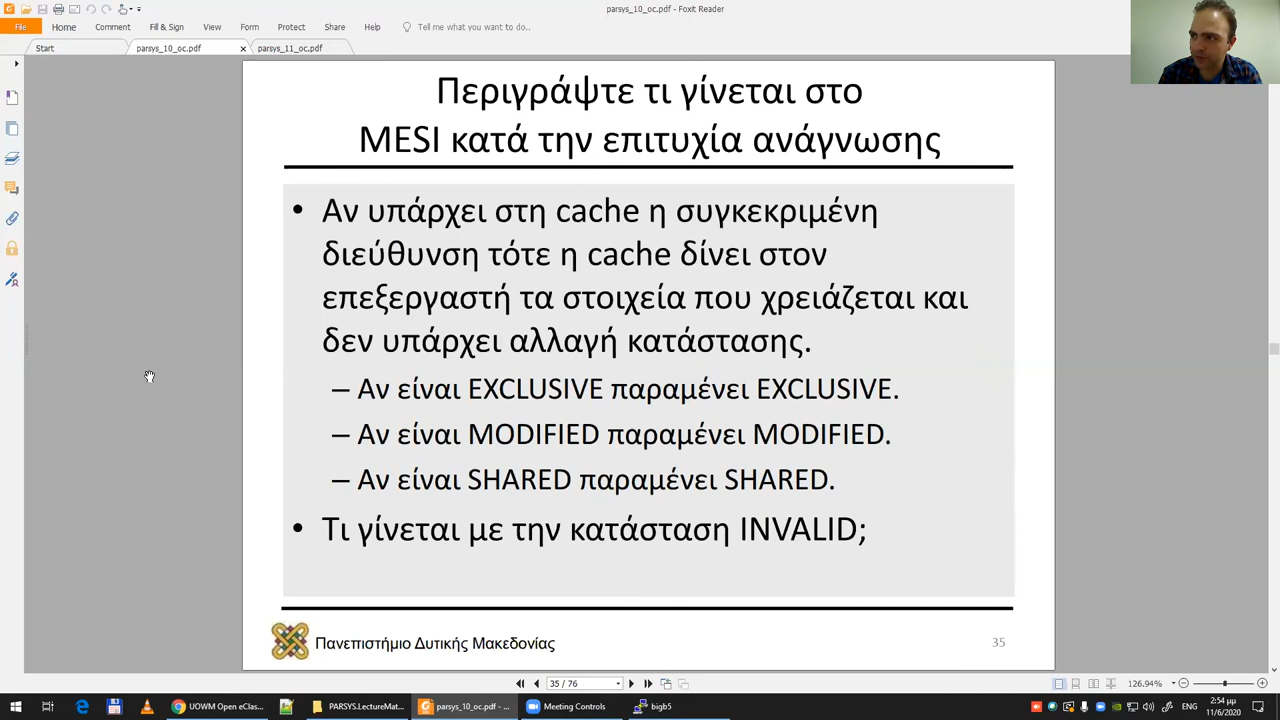 parsys_10_oc.pdf - Foxit Reader
File Home Comment Fill & Sign View Form Protect Share Help Tell me what you want to do..
Start parsys_10_oc.pdf parsys_11_oc.pdf
Περιγράψτε τι γίνεται στο
MESI κατά την επιτυχία ανάγνωσης
• Αν υπάρχει στη cache η συγκεκριμένη
διεύθυνση τότε η cache δίνει στον
επεξεργαστή τα στοιχεία που χρειάζεται και
δεν υπάρχει αλλαγή κατάστασης.
– Αν είναι EXCLUSIVE παραμένει EXCLUSIVE.
– Αν είναι MODIFIED παραμένει MODIFIED.
– Αν είναι SHARED παραμένει SHARED.
• Τι γίνεται με την κατάσταση INVALID;
Πανεπιστήμιο Δυτικής Μακεδονίας
35
35 / 76
126.94%
UOWM Open eClas... PARSYS.LectureMat... parsys_10_oc.pdf - ... Meeting Controls bigb5
ENG
2:54 μμ
11/6/2020